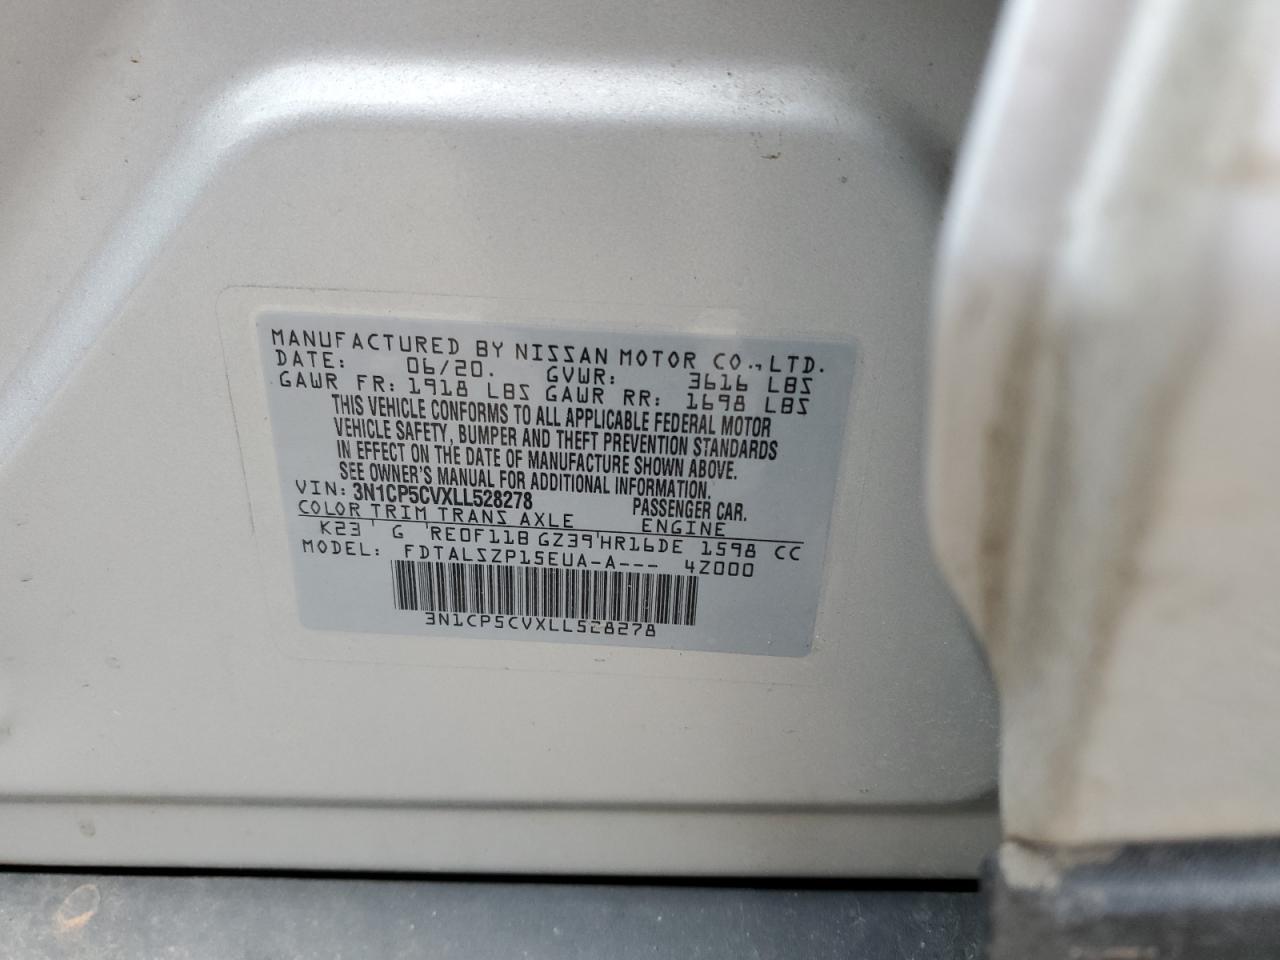 MANUFACTURED BY NISSAN MOTOR CO.,LTD.
DATE: 06/20. GVWR: 3616 LBS
GAWR FR: 1918 LBS GAWR RR: 1698 LBS
THIS VEHICLE CONFORMS TO ALL APPLICABLE FEDERAL MOTOR
VEHICLE SAFETY, BUMPER AND THEFT PREVENTION STANDARDS
IN EFFECT ON THE DATE OF MANUFACTURE SHOWN ABOVE.
SEE OWNER'S MANUAL FOR ADDITIONAL INFORMATION.
VIN: 3N1CP5CVXLL528278 PASSENGER CAR.
COLOR TRIM TRANS AXLE ENGINE
K23 ' G 'RE0F11B GZ39'HR16DE 1598 CC
MODEL: FDTALSZP15EUA-A--- 4Z000
3N1CP5CVXLL528278